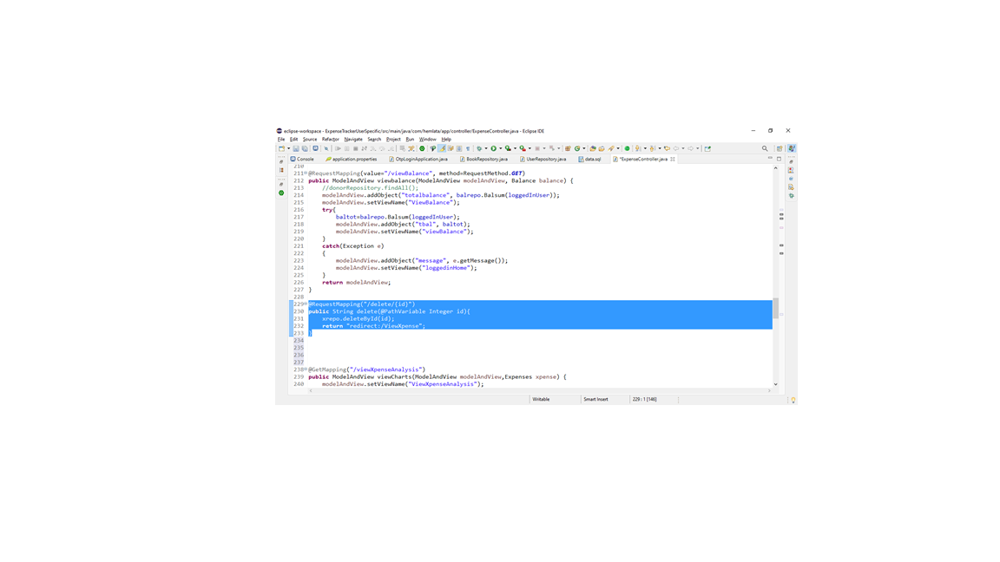 eclipse-workspace - ExpenseTrackerUserSpecific/src/main/java/com/hemlata/app/controller/ExpenseController.java - Eclipse IDE
File Edit Source Refactor Navigate Search Project Run Window Help
Console application.properties OtpLoginApplication.java BookRepository.java UserRepository.java data.sql *ExpenseController.java
210
211 @RequestMapping(value="/viewBalance", method=RequestMethod.GET)
212 public ModelAndView viewbalance(ModelAndView modelAndView, Balance balance) {
213 //donorRepository.findAll();
214 modelAndView.addObject("totalbalance", balrepo.Balsum(loggedInUser));
215 modelAndView.setViewName("ViewBalance");
216 try{
217 baltot=balrepo.Balsum(loggedInUser);
218 modelAndView.addObject("tbal", baltot);
219 modelAndView.setViewName("viewBalance");
220 }
221 catch(Exception e)
222 {
223 modelAndView.addObject("message", e.getMessage());
224 modelAndView.setViewName("loggedinHome");
225 }
226 return modelAndView;
227 }
228
229 @RequestMapping("/delete/{id}")
230 public String delete(@PathVariable Integer id){
231 xrepo.deleteById(id);
232 return "redirect:/ViewXpense";
233 }
234
235
236
237
238 @GetMapping("/viewXpenseAnalysis")
239 public ModelAndView viewCharts(ModelAndView modelAndView,Expenses xpense) {
240 modelAndView.setViewName("ViewXpenseAnalysis");
Writable Smart Insert 229 : 1 [146]